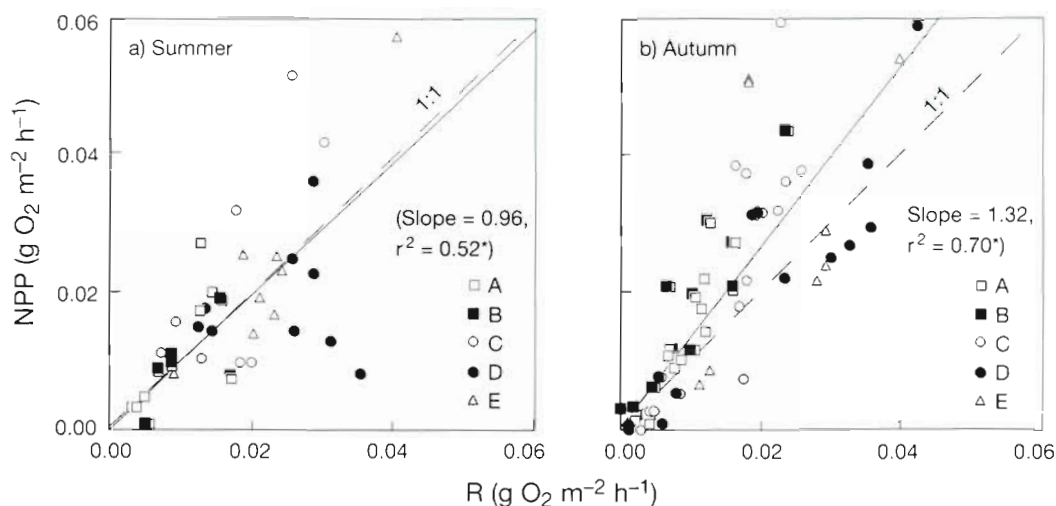 0.06
a) Summer
1:1
0.04
(Slope = 0.96,
r² = 0.52*)
A
B
C
D
E
0.02
0.00
0.00
0.02
0.04
0.06
NPP (g O₂ m⁻² h⁻¹)
b) Autumn
1:1
Slope = 1.32,
r² = 0.70*)
A
B
C
D
E
0.00
0.02
0.04
0.06
R (g O₂ m⁻² h⁻¹)